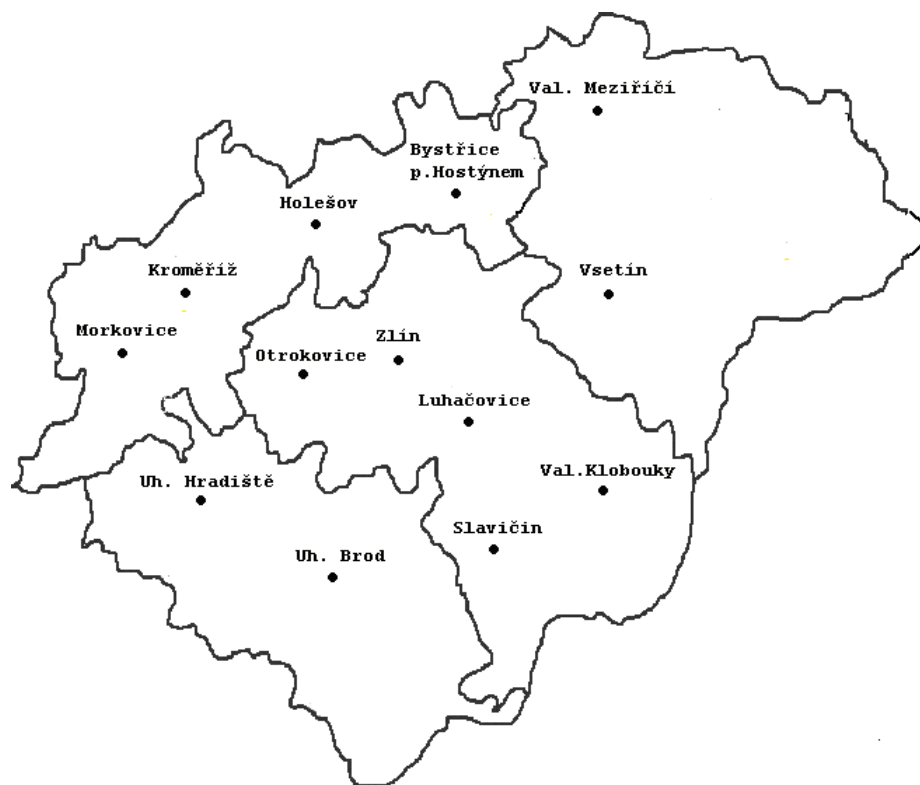 Val. Meziříčí
Bystřice
p.Hostýnem
Holešov
Kroměříž
Vsetín
Morkovice
Zlín
Otrokovice
Luhačovice
Val.Klobouky
Uh. Hradiště
Slavičin
Uh. Brod